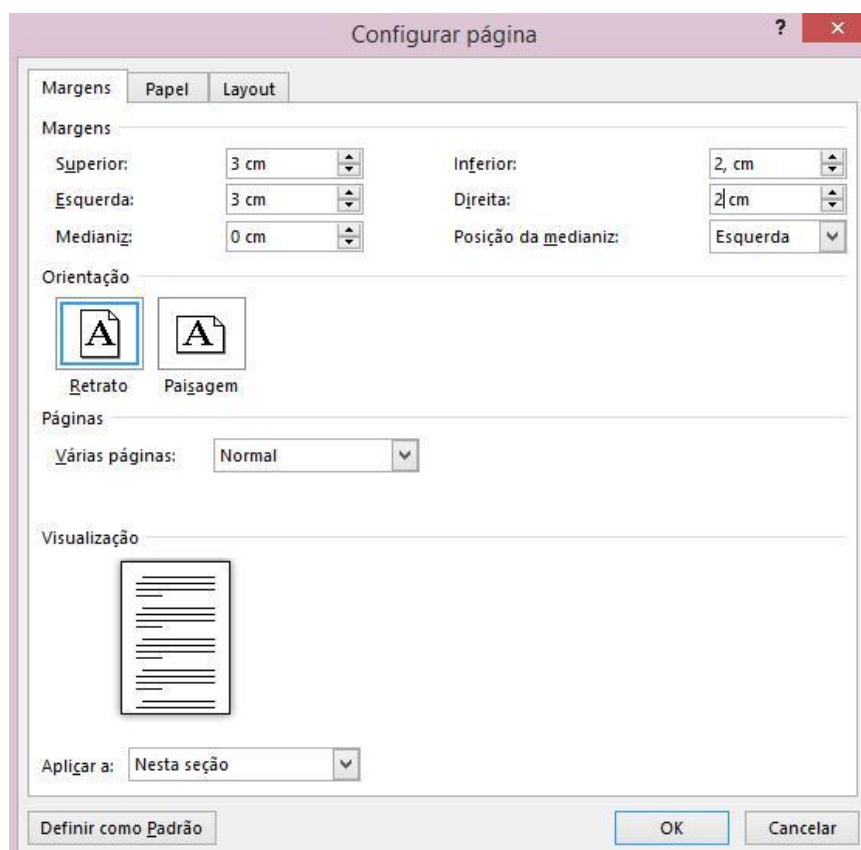 Configurar página ?
Margens Papel Layout
Margens
Superior: 3 cm Inferior: 2, cm
Esquerda: 3 cm Direita: 2 cm
Medianiz: 0 cm Posição da medianiz: Esquerda
Orientação
A A
Retrato Paisagem
Páginas
Várias páginas: Normal
Visualização
Aplicar a: Nesta seção
Definir como Padrão OK Cancelar